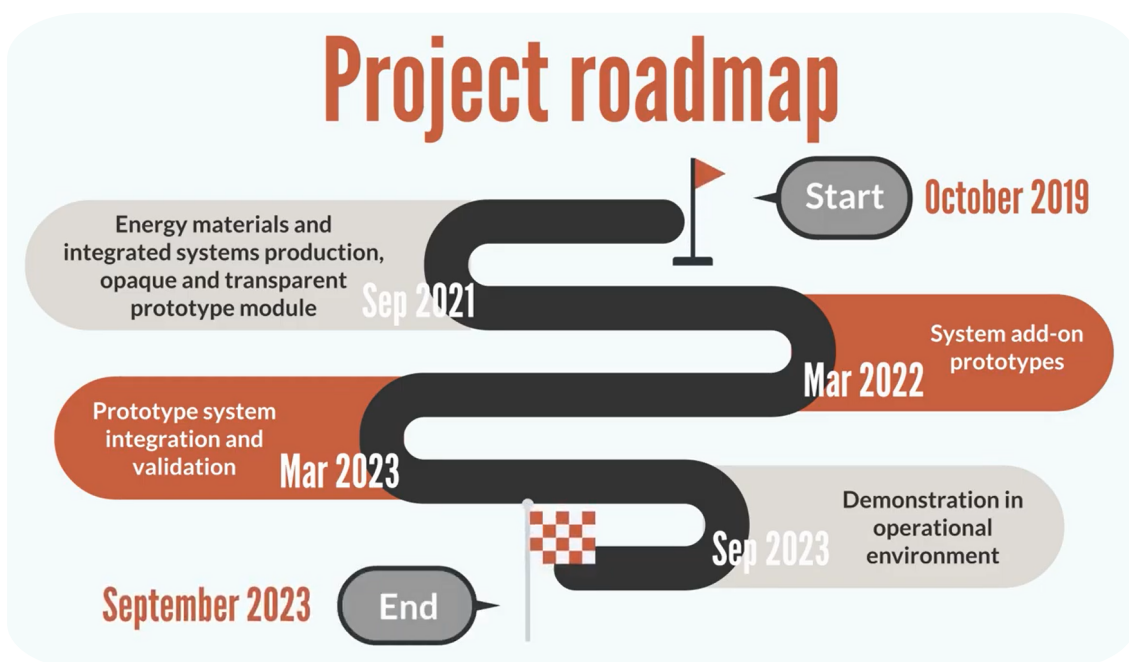 Project roadmap
Start
October 2019
Energy materials and
integrated systems production,
opaque and transparent
prototype module
Sep 2021
System add-on
prototypes
Mar 2022
Prototype system
integration and
validation
Mar 2023
Demonstration in
operational
environment
Sep 2023
September 2023
End